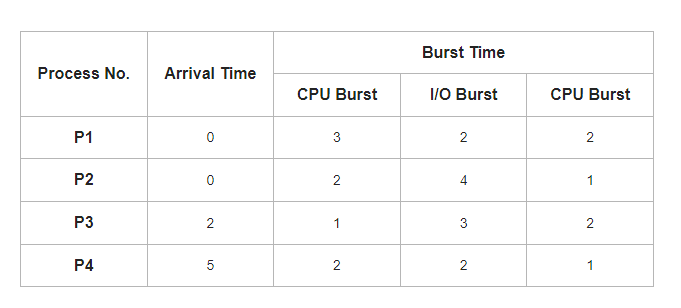 Process No. Arrival Time Burst Time
CPU Burst I/O Burst CPU Burst
P1 0 3 2 2
P2 0 2 4 1
P3 2 1 3 2
P4 5 2 2 1